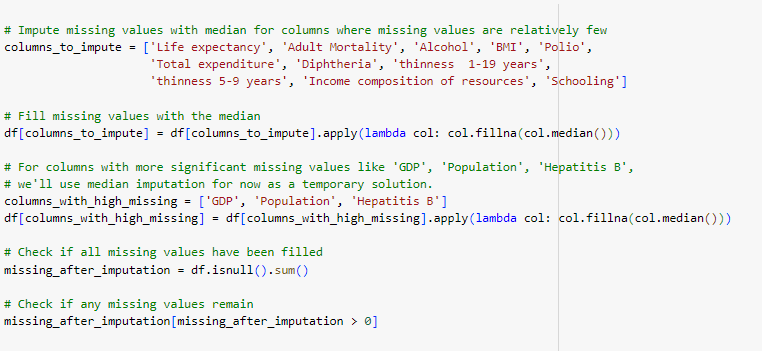 # Impute missing values with median for columns where missing values are relatively few
columns_to_impute = ['Life expectancy', 'Adult Mortality', 'Alcohol', 'BMI', 'Polio',
                     'Total expenditure', 'Diphtheria', 'thinness  1-19 years',
                     'thinness 5-9 years', 'Income composition of resources', 'Schooling']
# Fill missing values with the median
df[columns_to_impute] = df[columns_to_impute].apply(lambda col: col.fillna(col.median()))
# For columns with more significant missing values like 'GDP', 'Population', 'Hepatitis B',
# we'll use median imputation for now as a temporary solution.
columns_with_high_missing = ['GDP', 'Population', 'Hepatitis B']
df[columns_with_high_missing] = df[columns_with_high_missing].apply(lambda col: col.fillna(col.median()))
# Check if all missing values have been filled
missing_after_imputation = df.isnull().sum()
# Check if any missing values remain
missing_after_imputation[missing_after_imputation > 0]